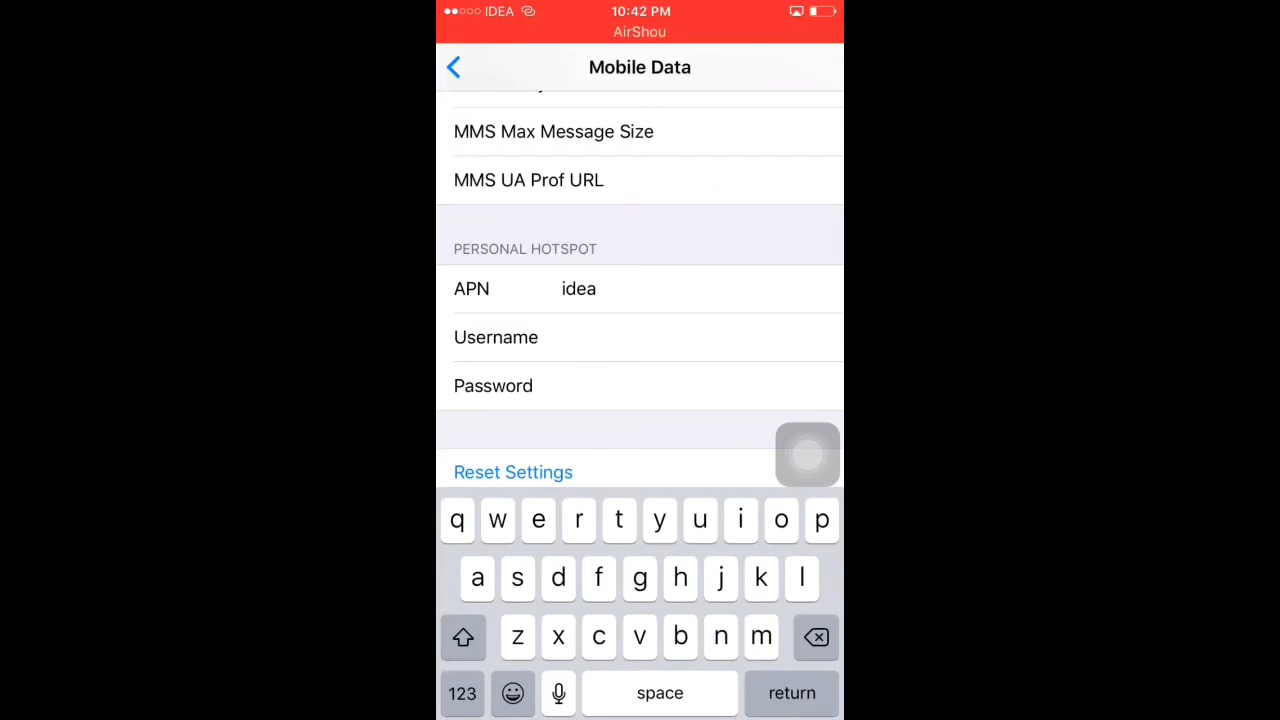 IDEA 10:42 PM
AirShou
Mobile Data
MMS Max Message Size
MMS UA Prof URL
PERSONAL HOTSPOT
APN idea
Username
Password
Reset Settings
q w e r t y u i o p
a s d f g h j k l
z x c v b n m
123 space return